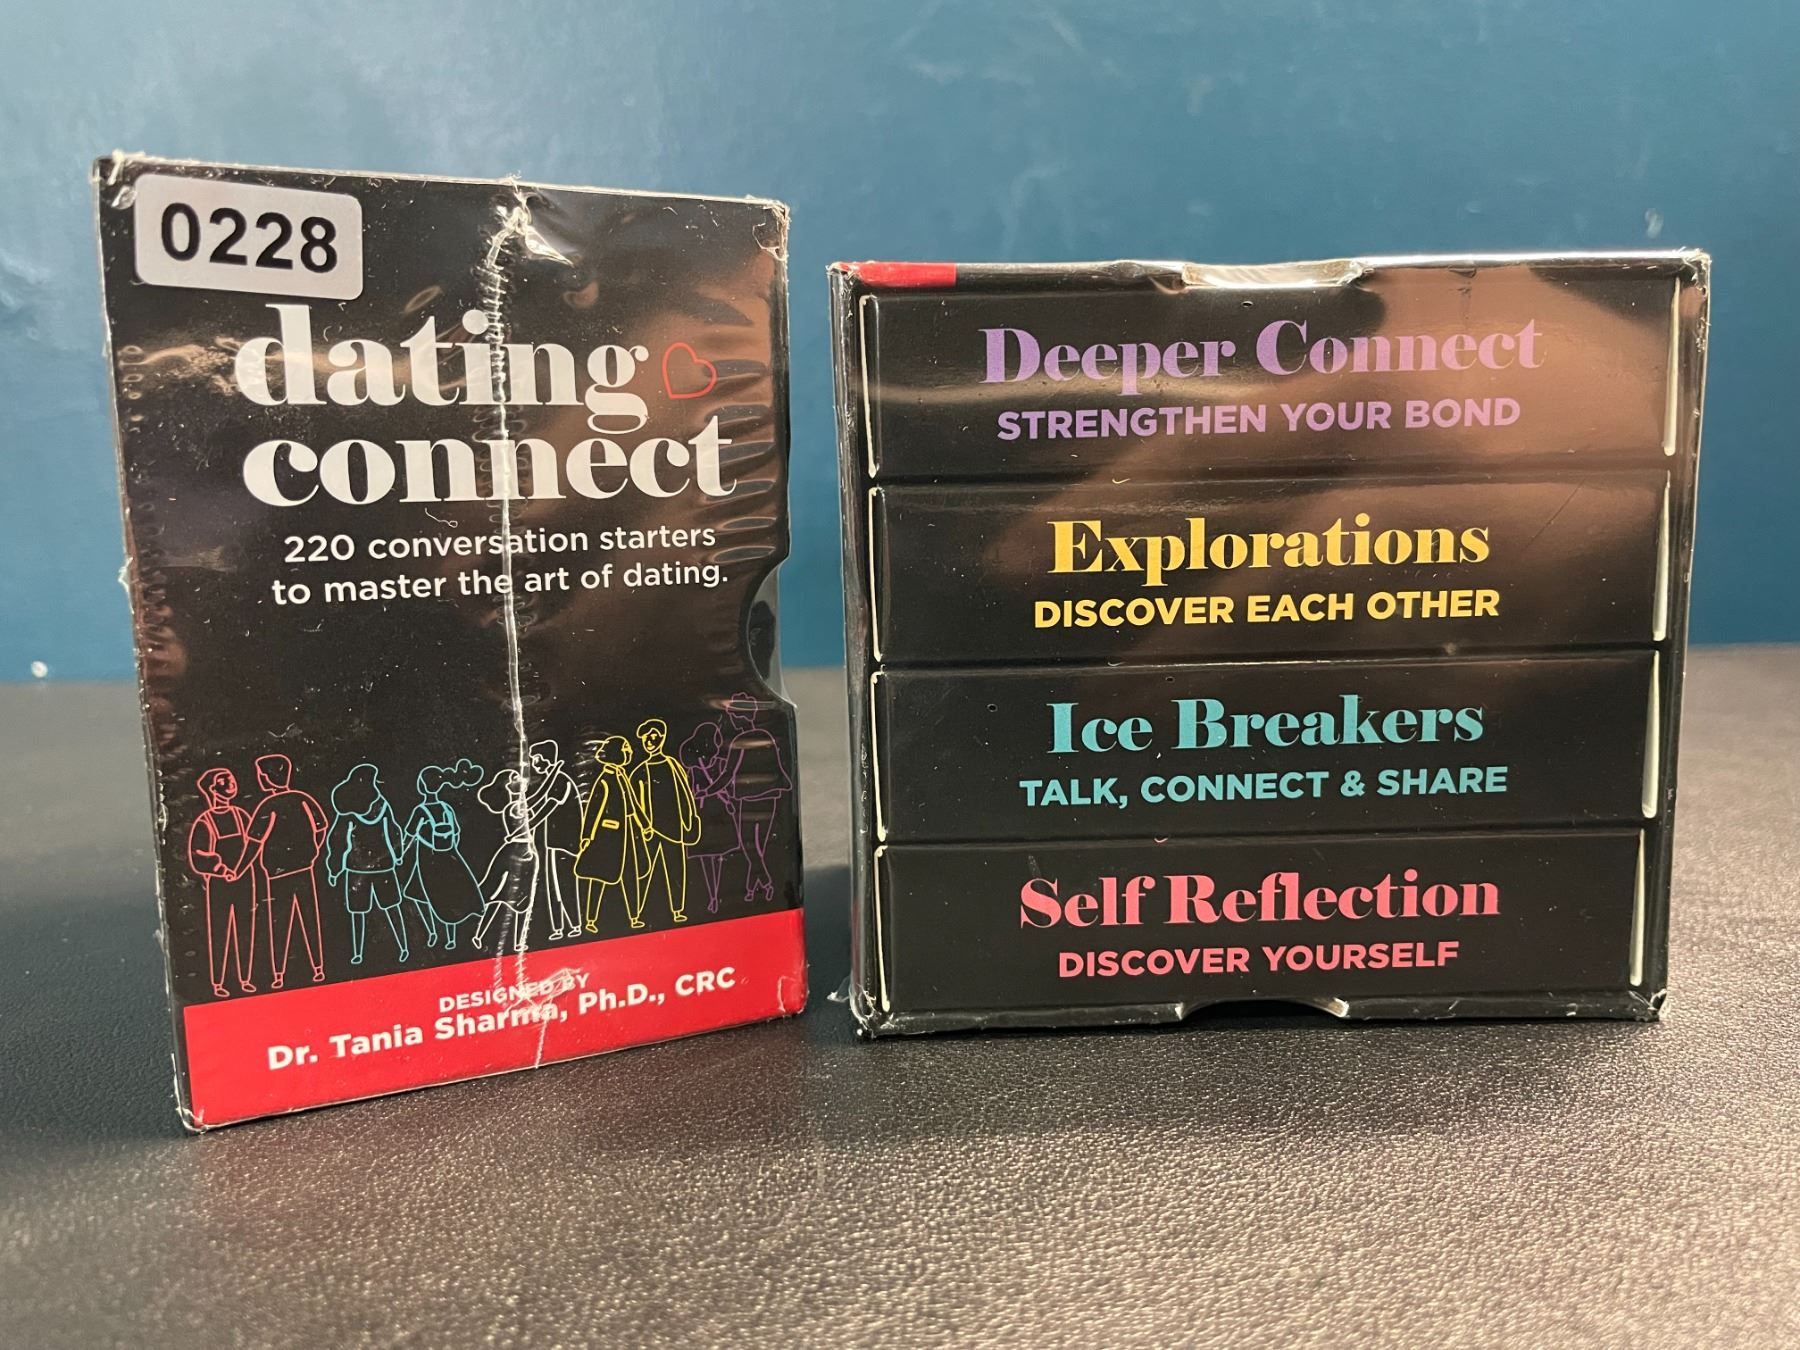 0228
dating
connect
220 conversation starters
to master the art of dating.
DESIGNED BY
Dr. Tania Sharma, Ph.D., CRC
Deeper Connect
STRENGTHEN YOUR BOND
Explorations
DISCOVER EACH OTHER
Ice Breakers
TALK, CONNECT & SHARE
Self Reflection
DISCOVER YOURSELF